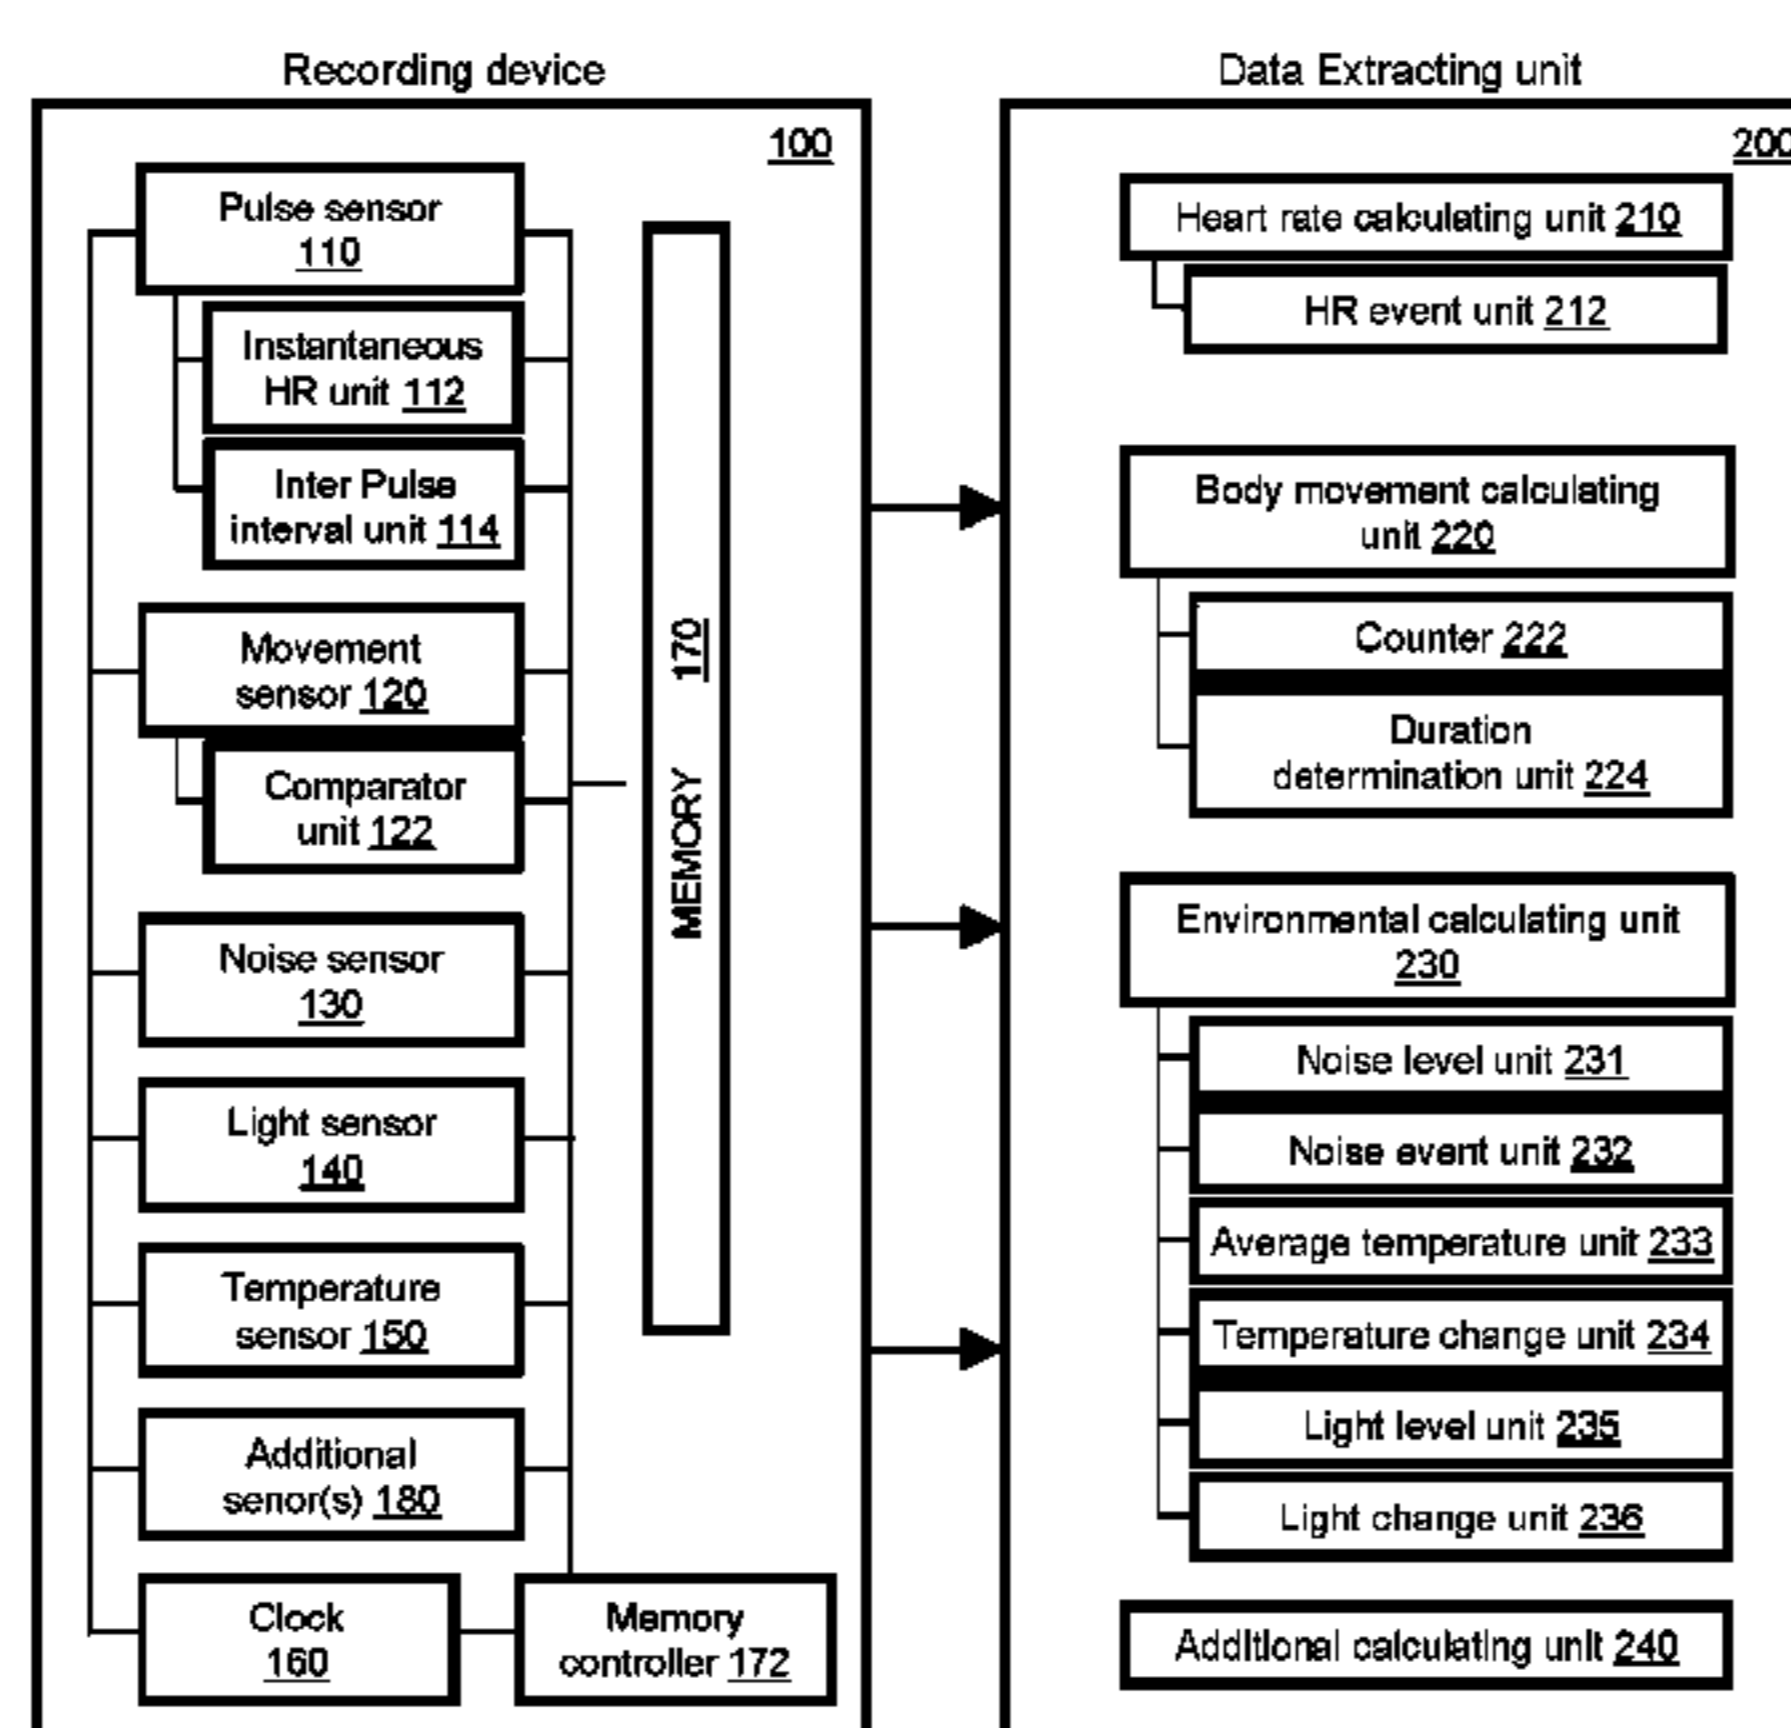 Recording device
100
Pulse sensor
110
Instantaneous
HR unit 112
Inter Pulse
interval unit 114
Movement
sensor 120
Comparator
unit 122
Noise sensor
130
Light sensor
140
Temperature
sensor 150
Additional
senor(s) 180
Clock
160
Memory
controller 172
MEMORY 170
Data Extracting unit
200
Heart rate calculating unit 210
HR event unit 212
Body movement calculating
unit 220
Counter 222
Duration
determination unit 224
Environmental calculating unit
230
Noise level unit 231
Noise event unit 232
Average temperature unit 233
Temperature change unit 234
Light level unit 235
Light change unit 236
Additional calculating unit 240